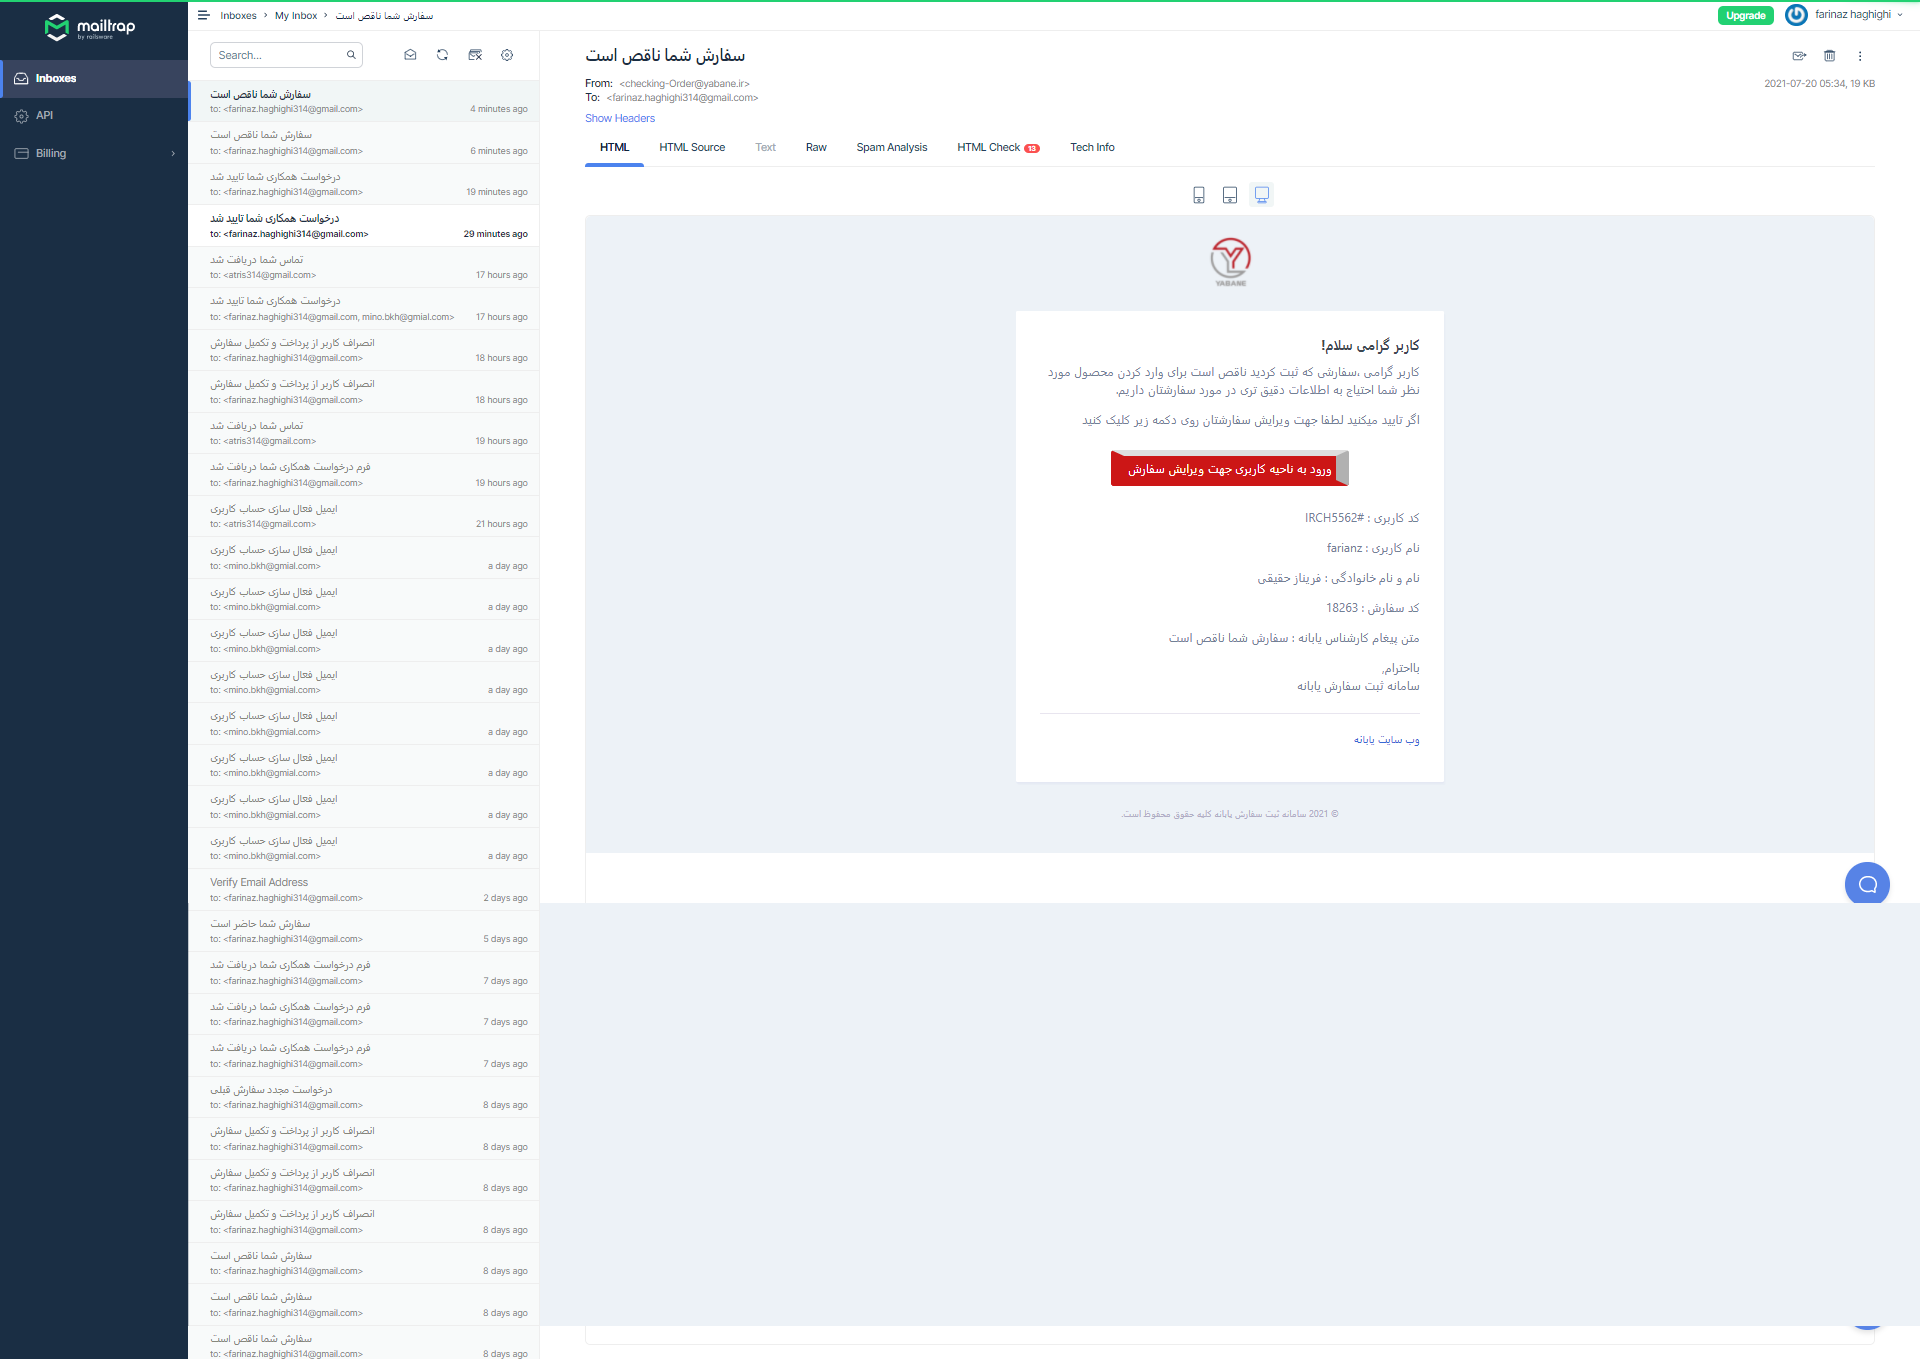 mailtrap
by railsware
Inboxes
API
Billing
Inboxes › My Inbox › سفارش شما ناقص است
Upgrade
farinaz haghighi
Search...
سفارش شما ناقص است
to: <farinaz.haghighi314@gmail.com> 4 minutes ago
سفارش شما ناقص است
to: <farinaz.haghighi314@gmail.com> 6 minutes ago
درخواست همکاری شما تایید شد
to: <farinaz.haghighi314@gmail.com> 19 minutes ago
درخواست همکاری شما تایید شد
to: <farinaz.haghighi314@gmail.com> 29 minutes ago
تماس شما دریافت شد
to: <atris314@gmail.com> 17 hours ago
درخواست همکاری شما تایید شد
to: <farinaz.haghighi314@gmail.com, mino.bkh@gmial.com> 17 hours ago
انصراف کاربر از پرداخت و تکمیل سفارش
to: <farinaz.haghighi314@gmail.com> 18 hours ago
انصراف کاربر از پرداخت و تکمیل سفارش
to: <farinaz.haghighi314@gmail.com> 18 hours ago
تماس شما دریافت شد
to: <atris314@gmail.com> 19 hours ago
فرم درخواست همکاری شما دریافت شد
to: <farinaz.haghighi314@gmail.com> 19 hours ago
ایمیل فعال سازی حساب کاربری
to: <atris314@gmail.com> 21 hours ago
ایمیل فعال سازی حساب کاربری
to: <mino.bkh@gmial.com> a day ago
ایمیل فعال سازی حساب کاربری
to: <mino.bkh@gmial.com> a day ago
ایمیل فعال سازی حساب کاربری
to: <mino.bkh@gmial.com> a day ago
ایمیل فعال سازی حساب کاربری
to: <mino.bkh@gmial.com> a day ago
ایمیل فعال سازی حساب کاربری
to: <mino.bkh@gmial.com> a day ago
ایمیل فعال سازی حساب کاربری
to: <mino.bkh@gmial.com> a day ago
ایمیل فعال سازی حساب کاربری
to: <mino.bkh@gmial.com> a day ago
ایمیل فعال سازی حساب کاربری
to: <mino.bkh@gmial.com> a day ago
Verify Email Address
to: <farinaz.haghighi314@gmail.com> 2 days ago
سفارش شما حاضر است
to: <farinaz.haghighi314@gmail.com> 5 days ago
فرم درخواست همکاری شما دریافت شد
to: <farinaz.haghighi314@gmail.com> 7 days ago
فرم درخواست همکاری شما دریافت شد
to: <farinaz.haghighi314@gmail.com> 7 days ago
فرم درخواست همکاری شما دریافت شد
to: <farinaz.haghighi314@gmail.com> 7 days ago
درخواست مجدد سفارش قبلی
to: <farinaz.haghighi314@gmail.com> 8 days ago
انصراف کاربر از پرداخت و تکمیل سفارش
to: <farinaz.haghighi314@gmail.com> 8 days ago
انصراف کاربر از پرداخت و تکمیل سفارش
to: <farinaz.haghighi314@gmail.com> 8 days ago
انصراف کاربر از پرداخت و تکمیل سفارش
to: <farinaz.haghighi314@gmail.com> 8 days ago
سفارش شما ناقص است
to: <farinaz.haghighi314@gmail.com> 8 days ago
سفارش شما ناقص است
to: <farinaz.haghighi314@gmail.com> 8 days ago
سفارش شما ناقص است
to: <farinaz.haghighi314@gmail.com> 8 days ago
سفارش شما ناقص است
From: <checking-Order@yabane.ir> 2021-07-20 05:34, 19 KB
To: <farinaz.haghighi314@gmail.com>
Show Headers
HTML HTML Source Text Raw Spam Analysis HTML Check 13 Tech Info
YABANE
کاربر گرامی سلام!
کاربر گرامی ،سفارشی که ثبت کردید ناقص است برای وارد کردن محصول مورد
نظر شما احتیاج به اطلاعات دقیق تری در مورد سفارشتان داریم.
اگر تایید میکنید لطفا جهت ویرایش سفارشتان روی دکمه زیر کلیک کنید
ورود به ناحیه کاربری جهت ویرایش سفارش
کد کاربری : #IRCH5562
نام کاربری : farianz
نام و نام خانوادگی : فریناز حقیقی
کد سفارش : 18263
متن پیغام کارشناس یابانه : سفارش شما ناقص است
بااحترام,
سامانه ثبت سفارش یابانه
وب سایت یابانه
© 2021 سامانه ثبت سفارش یابانه کلیه حقوق محفوظ است.